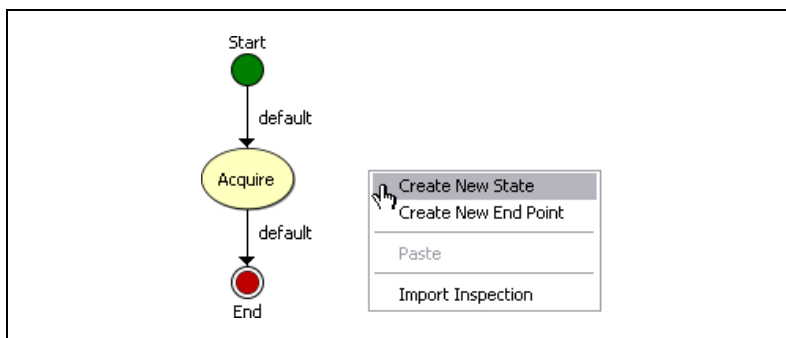 Start
default
Acquire
default
End
Create New State
Create New End Point
Paste
Import Inspection